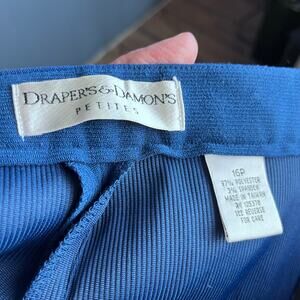 DRAPER'S & DAMON'S
PETITES
16P
97% POLYESTER
3% SPANDEX
MADE IN TAIWAN
SEE REVERSE
FOR CARE